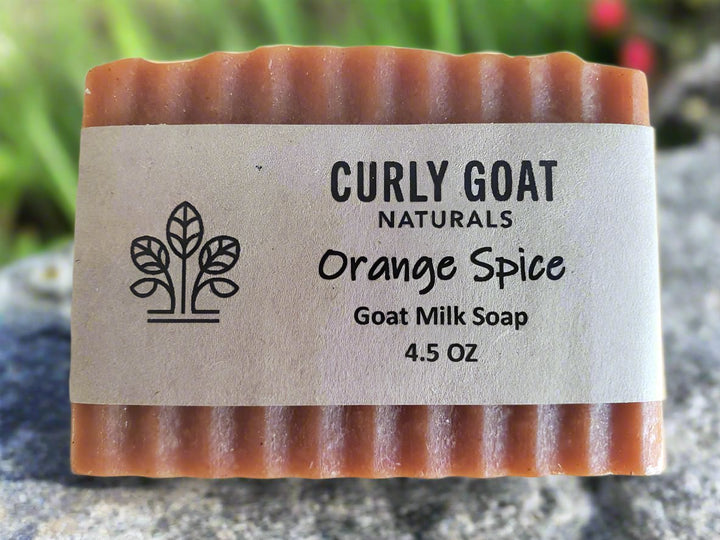 CURLY GOAT
NATURALS
Orange Spice
Goat Milk Soap
4.5 OZ